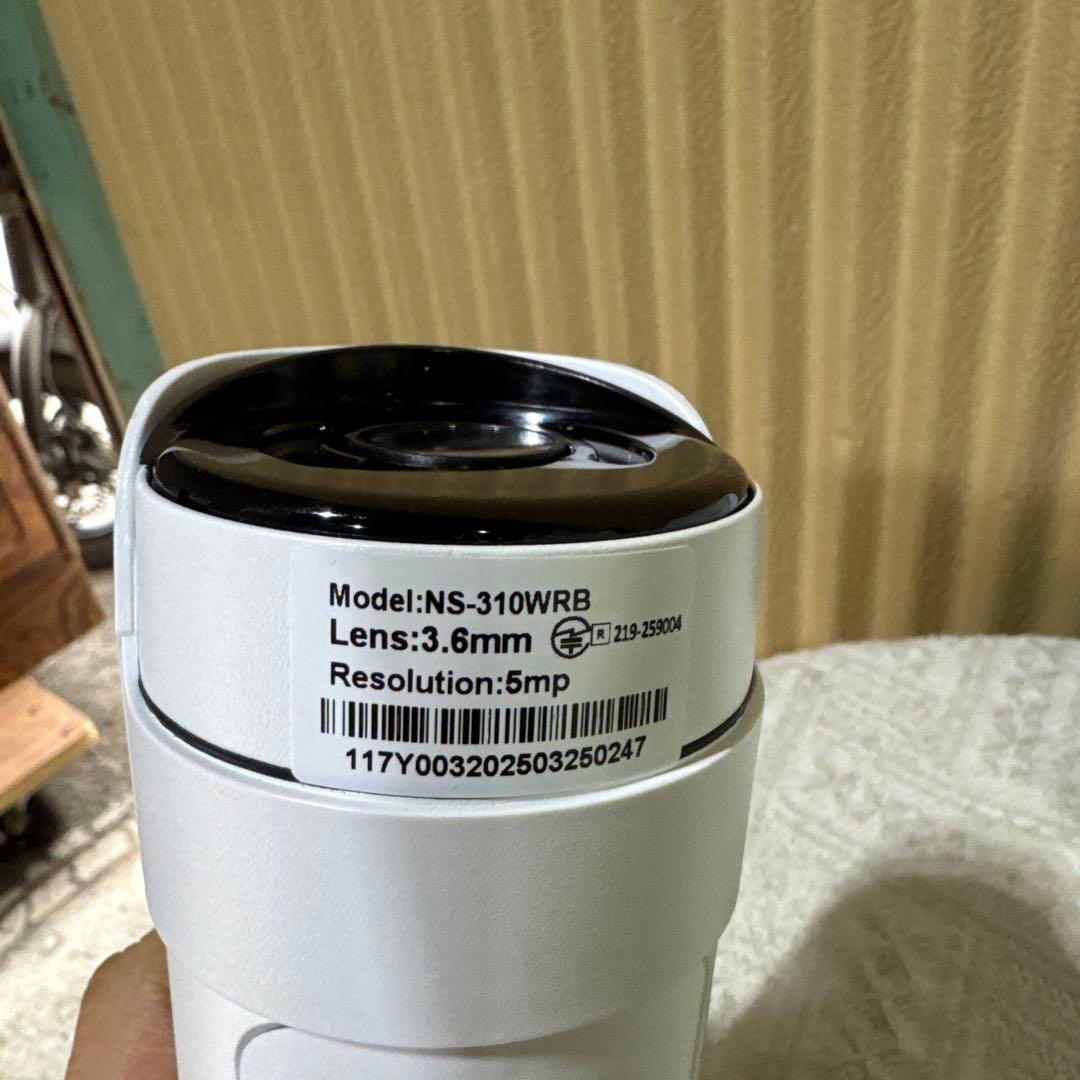 Model:NS-310WRB
Lens:3.6mm R 219-259004
Resolution:5mp
117Y003202503250247